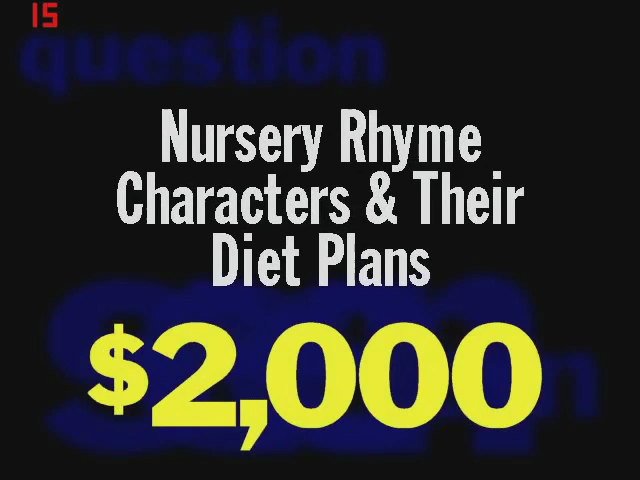 15
question
Nursery Rhyme
Characters & Their
Diet Plans
$2,000